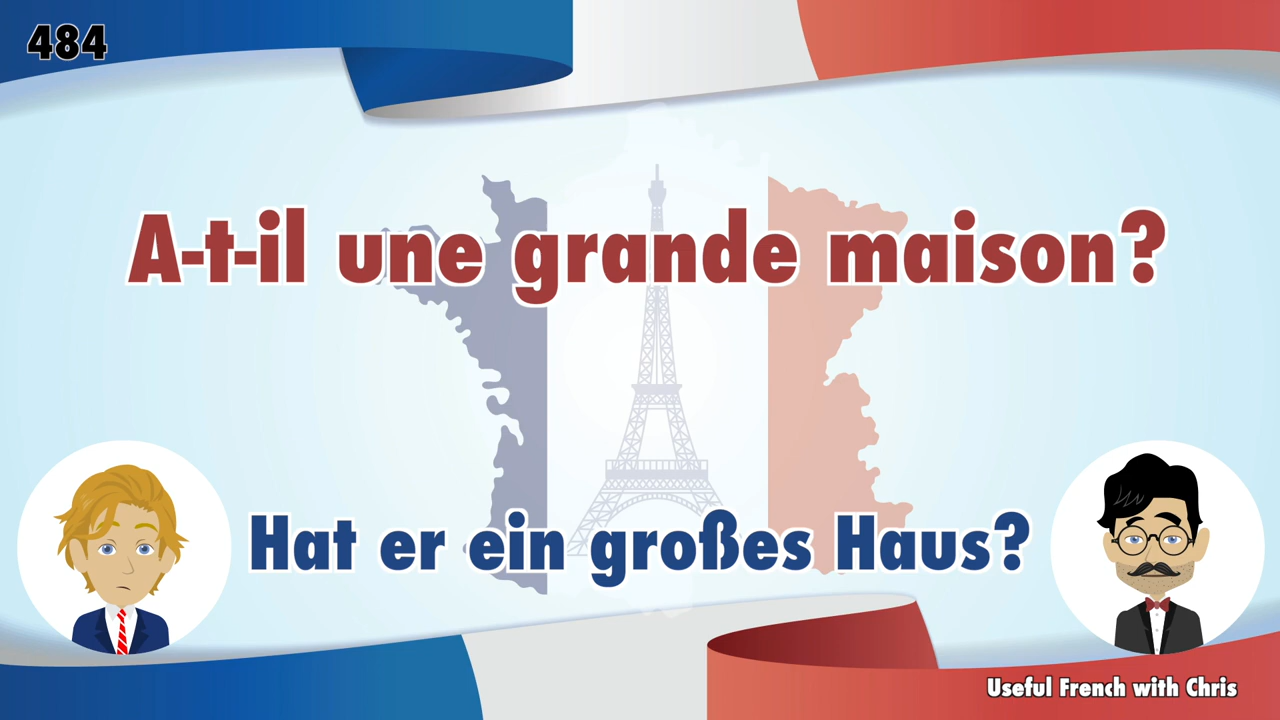 484
A-t-il une grande maison?
Hat er ein großes Haus?
Useful French with Chris